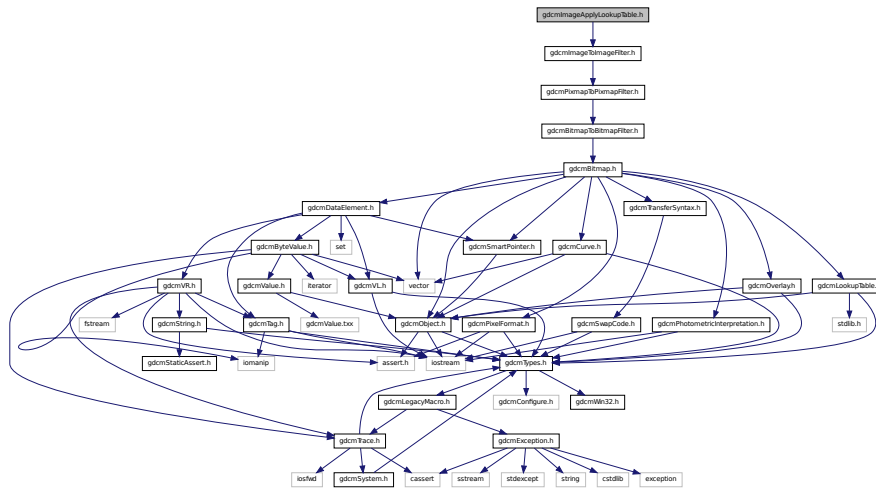 gdcmImageApplyLookupTable.h
gdcmImageToImageFilter.h
gdcmPixmapToPixmapFilter.h
gdcmBitmapToBitmapFilter.h
gdcmBitmap.h
gdcmDataElement.h
gdcmTransferSyntax.h
gdcmByteValue.h
set
gdcmSmartPointer.h
gdcmCurve.h
gdcmVR.h
gdcmValue.h
iterator
gdcmVL.h
vector
gdcmOverlay.h
gdcmLookupTable.
fstream
gdcmString.h
gdcmTag.h
gdcmValue.txx
gdcmObject.h
gdcmPixelFormat.h
gdcmSwapCode.h
gdcmPhotometricInterpretation.h
stdlib.h
gdcmStaticAssert.h
iomanip
assert.h
iostream
gdcmTypes.h
gdcmLegacyMacro.h
gdcmConfigure.h
gdcmWin32.h
gdcmTrace.h
gdcmException.h
iosfwd
gdcmSystem.h
cassert
sstream
stdexcept
string
cstdlib
exception